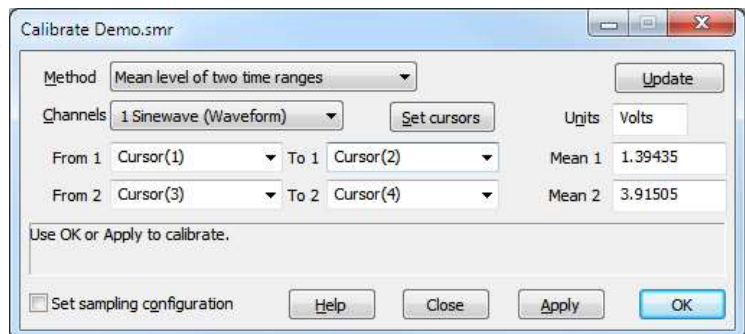 Calibrate Demo.smr
Method Mean level of two time ranges Update
Channels 1 Sinewave (Waveform) Set cursors Units Volts
From 1 Cursor(1) To 1 Cursor(2) Mean 1 1.39435
From 2 Cursor(3) To 2 Cursor(4) Mean 2 3.91505
Use OK or Apply to calibrate.
Set sampling configuration Help Close Apply OK